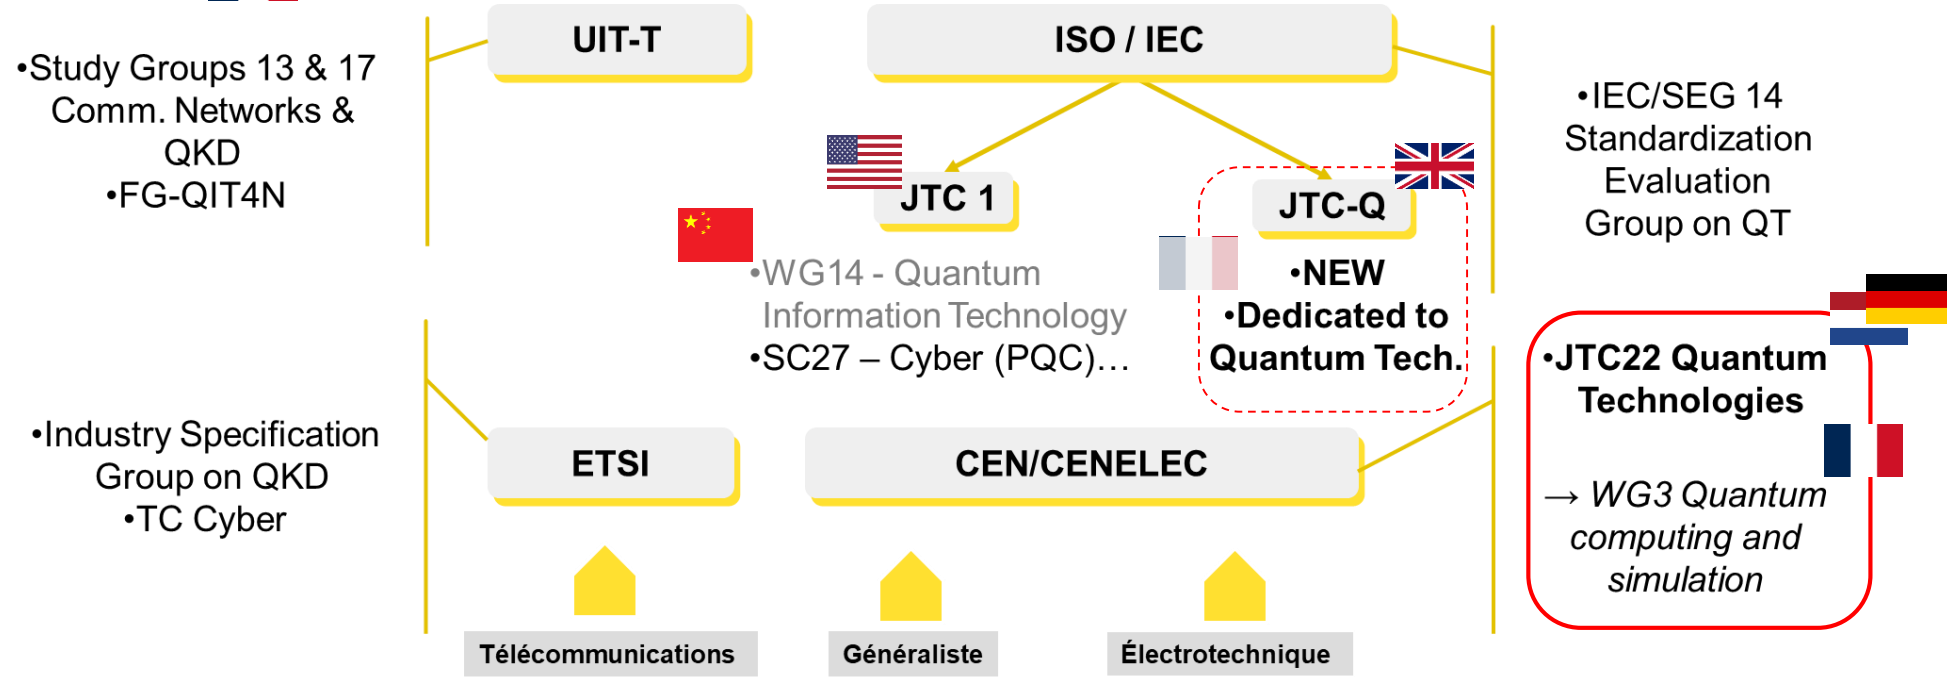 UIT-T
ISO / IEC
•Study Groups 13 & 17
Comm. Networks &
QKD
•FG-QIT4N
•IEC/SEG 14
Standardization
Evaluation
Group on QT
JTC 1
JTC-Q
•WG14 - Quantum
Information Technology
•SC27 – Cyber (PQC)…
•NEW
•Dedicated to
Quantum Tech.
•JTC22 Quantum
Technologies
→ WG3 Quantum
computing and
simulation
•Industry Specification
Group on QKD
•TC Cyber
ETSI
CEN/CENELEC
Télécommunications
Généraliste
Électrotechnique